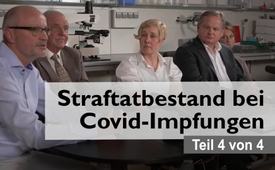 Straftatbestand bei
Covid-Impfungen
Teil 4 von 4